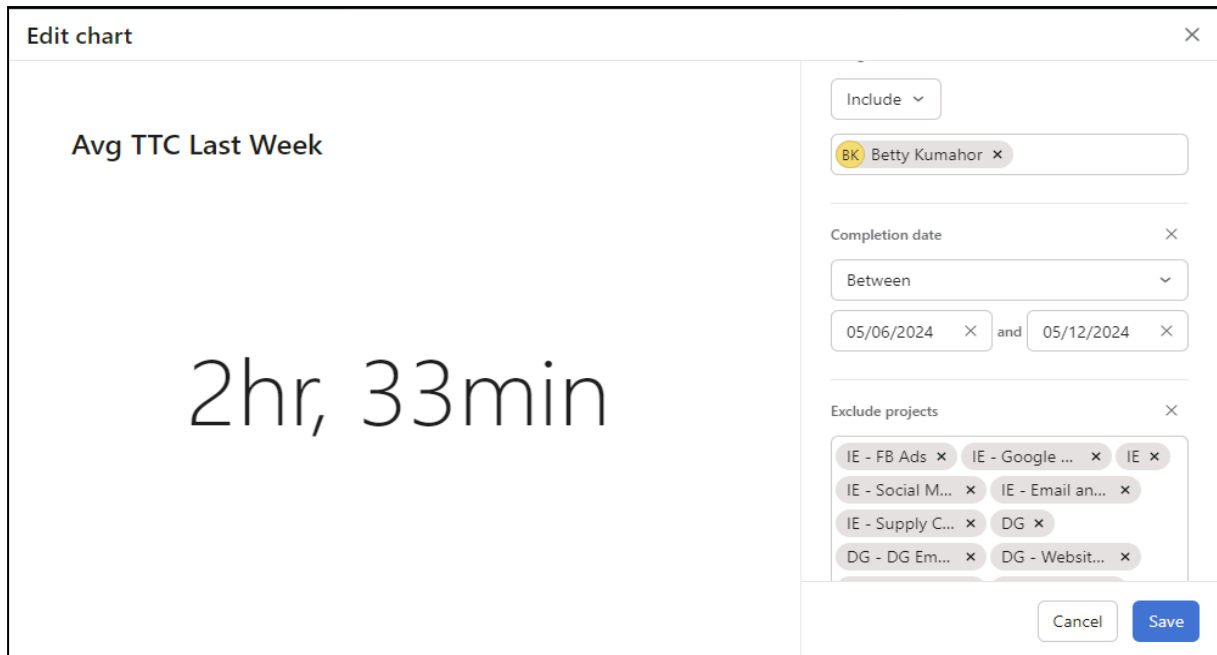 Edit chart
Include
Avg TTC Last Week
BK Betty Kumahor
Completion date
Between
05/06/2024 and 05/12/2024
2hr, 33min
Exclude projects
IE - FB Ads IE - Google ... IE
IE - Social M... IE - Email an...
IE - Supply C... DG
DG - DG Em... DG - Websit...
Cancel Save